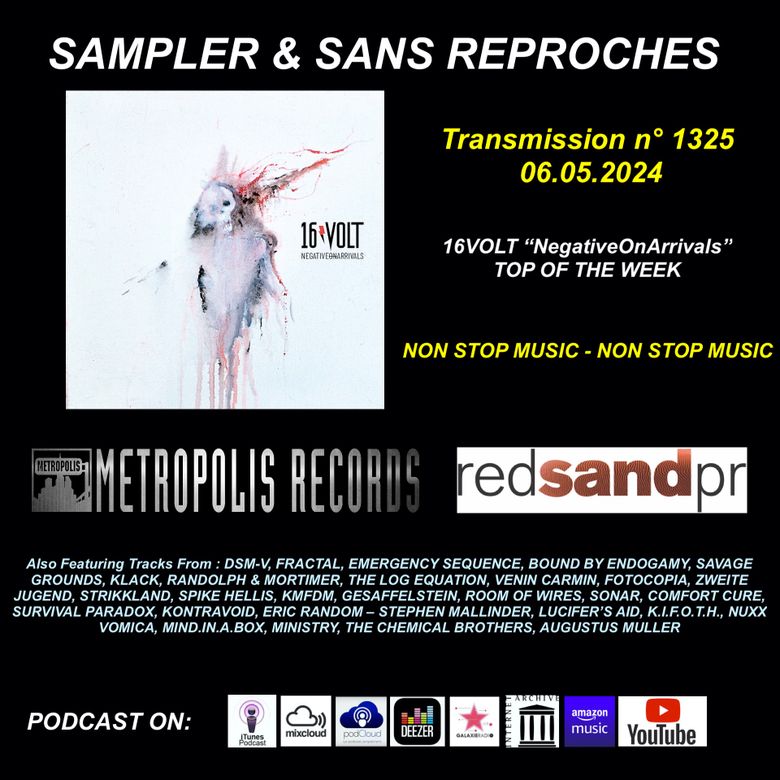 SAMPLER & SANS REPROCHES
16 VOLT
NEGATIVEONARRIVALS
Transmission n° 1325
06.05.2024
16VOLT “NegativeOnArrivals”
TOP OF THE WEEK
NON STOP MUSIC - NON STOP MUSIC
METROPOLIS
METROPOLIS RECORDS
redsandpr
Also Featuring Tracks From : DSM-V, FRACTAL, EMERGENCY SEQUENCE, BOUND BY ENDOGAMY, SAVAGE
GROUNDS, KLACK, RANDOLPH & MORTIMER, THE LOG EQUATION, VENIN CARMIN, FOTOCOPIA, ZWEITE
JUGEND, STRIKKLAND, SPIKE HELLIS, KMFDM, GESAFFELSTEIN, ROOM OF WIRES, SONAR, COMFORT CURE,
SURVIVAL PARADOX, KONTRAVOID, ERIC RANDOM – STEPHEN MALLINDER, LUCIFER’S AID, K.I.F.O.T.H., NUXX
VOMICA, MIND.IN.A.BOX, MINISTRY, THE CHEMICAL BROTHERS, AUGUSTUS MULLER
PODCAST ON:
iTunes
Podcast
mixcloud
podCloud
DEEZER
GALAXIE RADIO
INTERNET ARCHIVE
amazon
music
YouTube